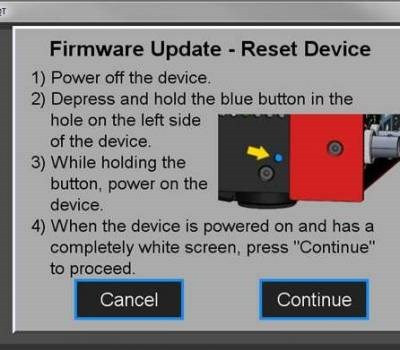 QT
Firmware Update - Reset Device
1) Power off the device.
2) Depress and hold the blue button in the
hole on the left side
of the device.
3) While holding the
button, power on the
device.
4) When the device is powered on and has a
completely white screen, press "Continue"
to proceed.
Cancel
Continue